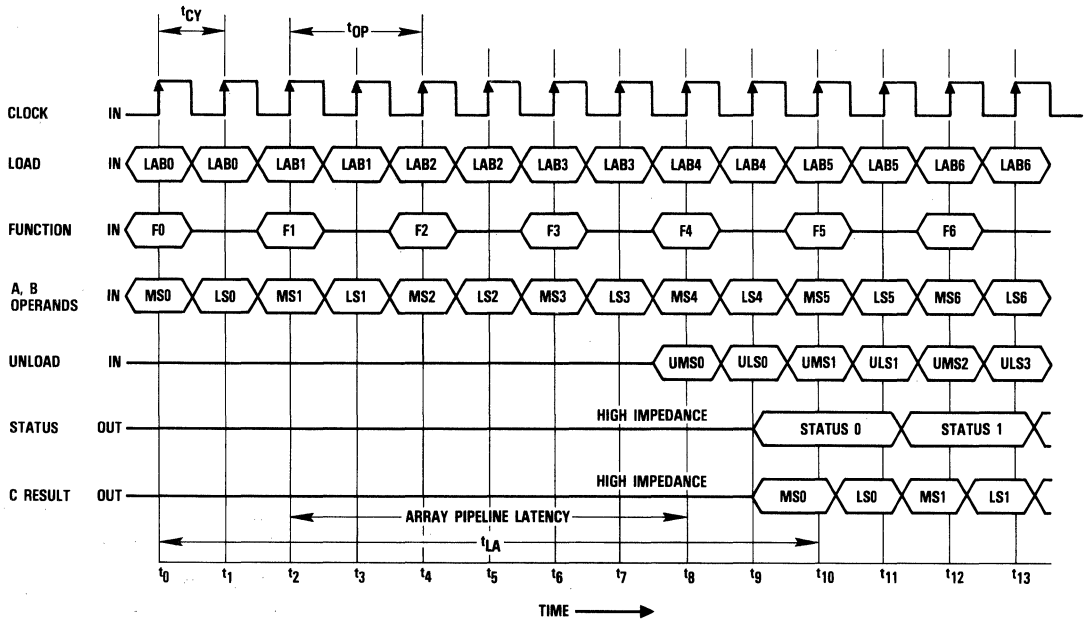 tCY
tOP
CLOCK IN
LOAD IN LAB0 LAB0 LAB1 LAB1 LAB2 LAB2 LAB3 LAB3 LAB4 LAB4 LAB5 LAB5 LAB6 LAB6
FUNCTION IN F0 F1 F2 F3 F4 F5 F6
A, B
OPERANDS IN MS0 LS0 MS1 LS1 MS2 LS2 MS3 LS3 MS4 LS4 MS5 LS5 MS6 LS6
UNLOAD IN UMS0 ULS0 UMS1 ULS1 UMS2 ULS3
HIGH IMPEDANCE
STATUS OUT STATUS 0 STATUS 1
HIGH IMPEDANCE
C RESULT OUT MS0 LS0 MS1 LS1
ARRAY PIPELINE LATENCY
tLA
t0 t1 t2 t3 t4 t5 t6 t7 t8 t9 t10 t11 t12 t13
TIME